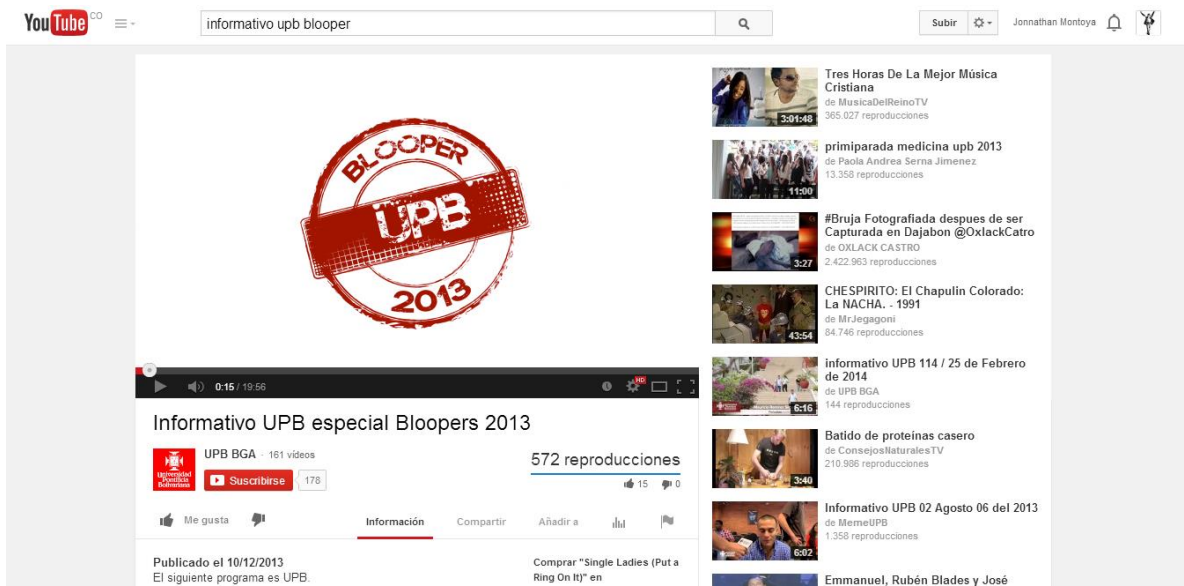 YouTube CO
informativo upb blooper
Subir
Jonnathan Montoya
BLOOPER
UPB
2013
0:15 / 19:56
HD
Informativo UPB especial Bloopers 2013
Universidad
Pontificia
Bolivariana
UPB BGA · 161 vídeos
Suscribirse 178
572 reproducciones
15 0
Me gusta
Información Compartir Añadir a
Publicado el 10/12/2013
El siguiente programa es UPB.
Comprar "Single Ladies (Put a
Ring On It)" en
3:01:48
Tres Horas De La Mejor Música
Cristiana
de MusicaDelReinoTV
365.027 reproducciones
11:00
primiparada medicina upb 2013
de Paola Andrea Serna Jimenez
13.358 reproducciones
3:27
#Bruja Fotografiada despues de ser
Capturada en Dajabon @OxlackCatro
de OXLACK CASTRO
2.422.963 reproducciones
43:54
CHESPIRITO: El Chapulin Colorado:
La NACHA. - 1991
de MrJegagoni
84.746 reproducciones
6:16
informativo UPB 114 / 25 de Febrero
de 2014
de UPB BGA
144 reproducciones
3:40
Batido de proteínas casero
de ConsejosNaturalesTV
210.986 reproducciones
6:02
Informativo UPB 02 Agosto 06 del 2013
de MemeUPB
1.358 reproducciones
Emmanuel, Rubén Blades y José